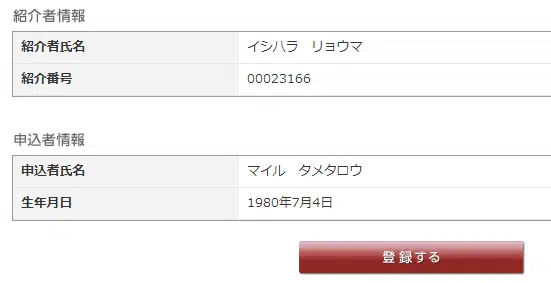 紹介者情報
紹介者氏名 イシハラ　リョウマ
紹介番号 00023166
申込者情報
申込者氏名 マイル　タメタロウ
生年月日 1980年7月4日
登録する